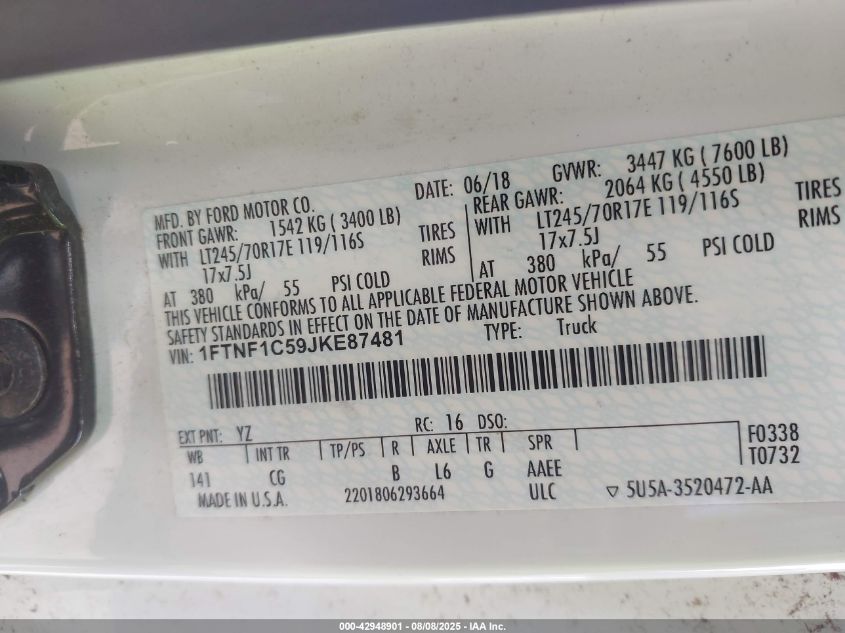 MFD. BY FORD MOTOR CO.
DATE: 06/18 GVWR: 3447 KG ( 7600 LB)
FRONT GAWR: 1542 KG ( 3400 LB)
REAR GAWR: 2064 KG ( 4550 LB)
WITH LT245/70R17E 119/116S TIRES
WITH LT245/70R17E 119/116S TIRES
17x7.5J RIMS
17x7.5J RIMS
AT 380 kPa/ 55 PSI COLD
AT 380 kPa/ 55 PSI COLD
THIS VEHICLE CONFORMS TO ALL APPLICABLE FEDERAL MOTOR VEHICLE
SAFETY STANDARDS IN EFFECT ON THE DATE OF MANUFACTURE SHOWN ABOVE.
VIN: 1FTNF1C59JKE87481 TYPE: Truck
EXT PNT: YZ RC: 16 DSO:
WB INT TR TP/PS R AXLE TR SPR F0338
141 CG B L6 G AAEE T0732
MADE IN U.S.A. 2201806293664 ULC ▽ 5U5A-3520472-AA
000-42948901 - 08/08/2025 - IAA Inc.